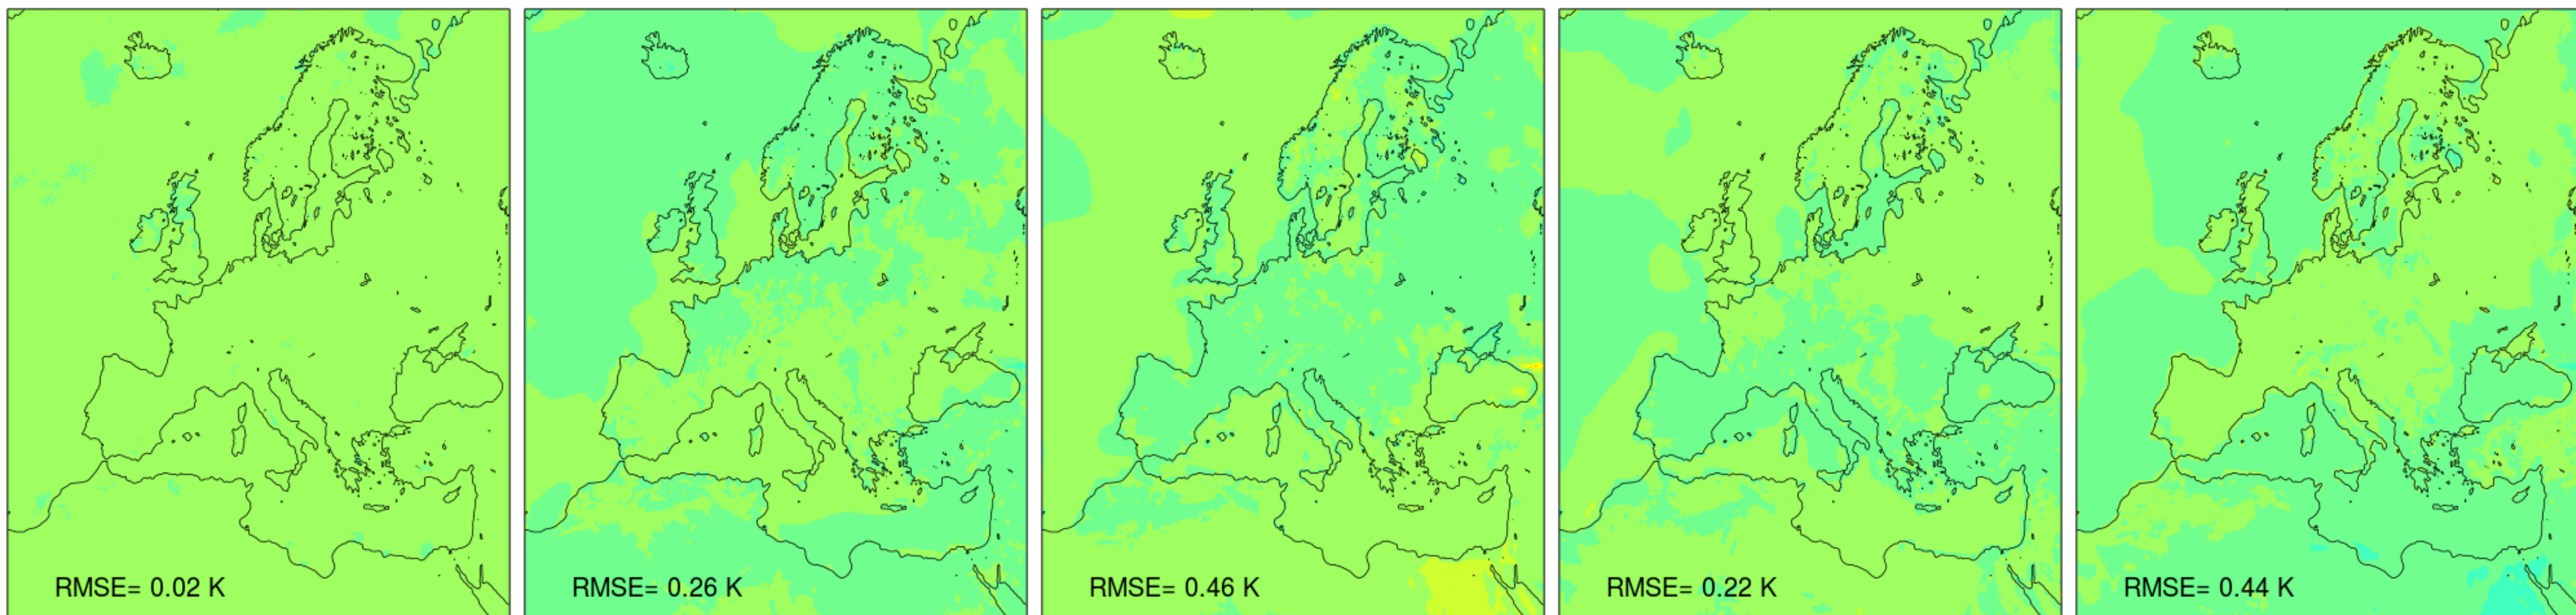 RMSE= 0.02 K
RMSE= 0.26 K
RMSE= 0.46 K
RMSE= 0.22 K
RMSE= 0.44 K